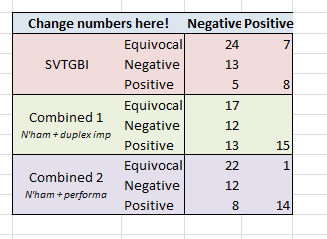 Change numbers here! Negative Positive
Equivocal 24 7
SVTGBI Negative 13
Positive 5 8
Equivocal 17
Combined 1 Negative 12
N'ham + duplex imp Positive 13 15
Equivocal 22 1
Combined 2 Negative 12
N'ham + performa Positive 8 14